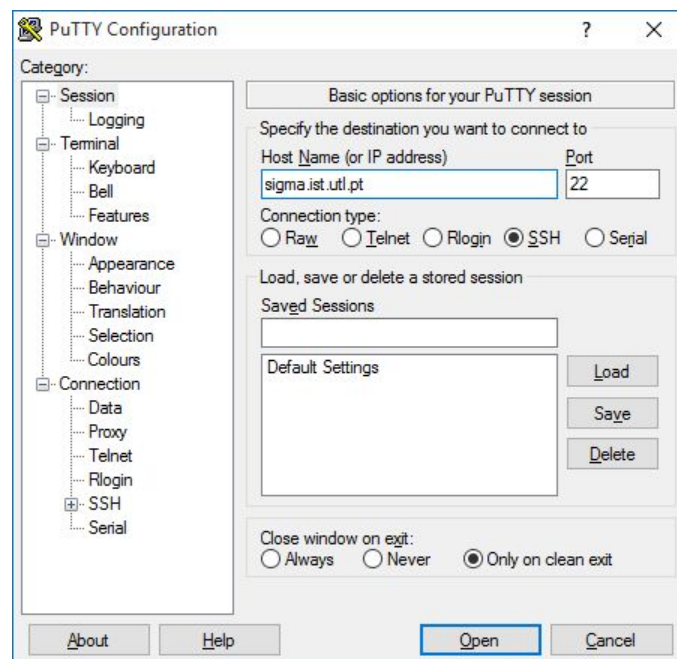 PuTTY Configuration
?
Category:
Session
Logging
Terminal
Keyboard
Bell
Features
Window
Appearance
Behaviour
Translation
Selection
Colours
Connection
Data
Proxy
Telnet
Rlogin
SSH
Serial
Basic options for your PuTTY session
Specify the destination you want to connect to
Host Name (or IP address) Port
sigma.ist.utl.pt 22
Connection type:
Raw Telnet Rlogin SSH Serial
Load, save or delete a stored session
Saved Sessions
Default Settings
Load
Save
Delete
Close window on exit:
Always Never Only on clean exit
About Help Open Cancel